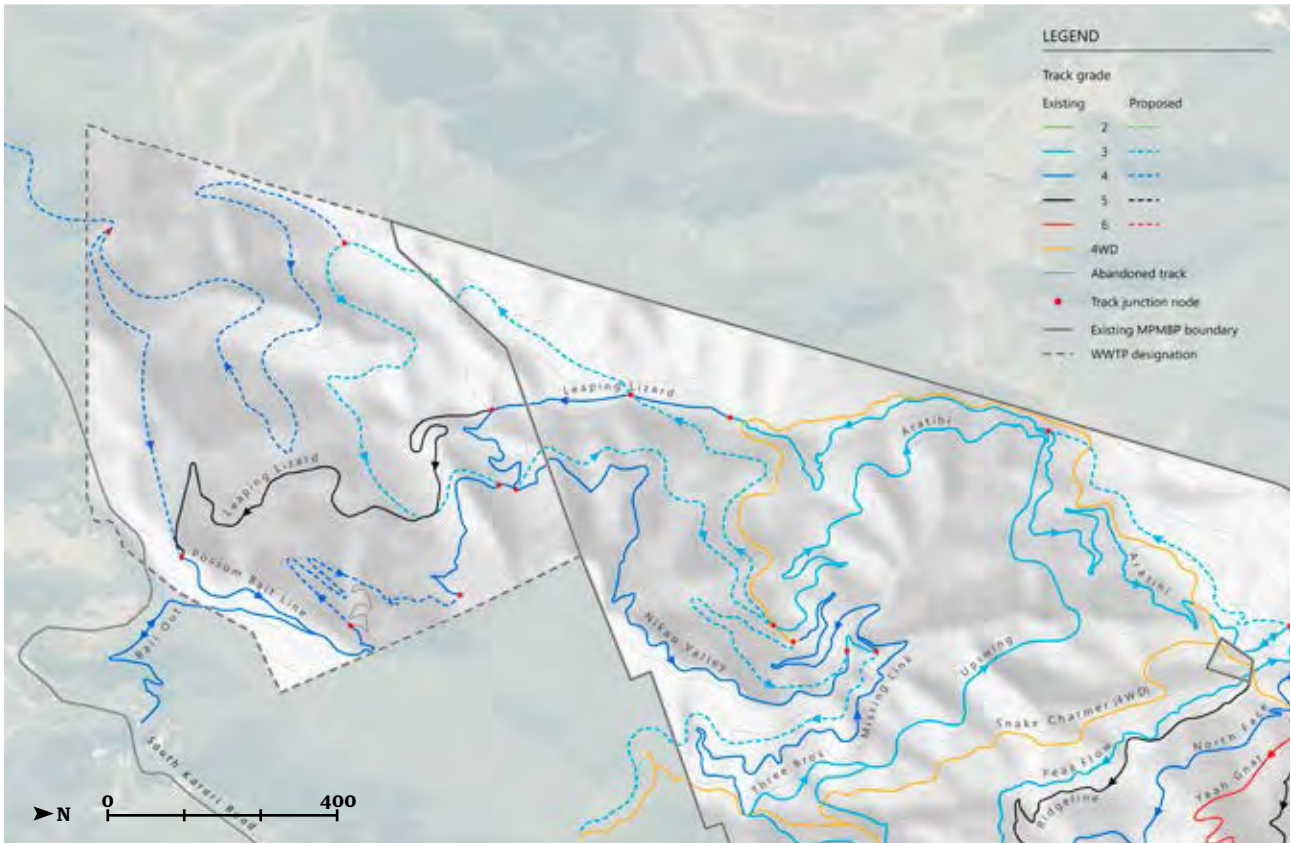 LEGEND
Track grade
Existing Proposed
2
3
4
5
6
4WD
Abandoned track
Track junction node
Existing MPMBP boundary
WWTP designation
Leaping Lizard
Aratihi
Leaping Lizard
Aratihi
Possum Bait Line
Bail Out
Nikau Valley
Missing Link
Upswing
Snake Charmer (4WD)
Three Bros
Peak Flow
North Face
Yeah Gnar
Ridgeline
South Karori Road
N
0 400